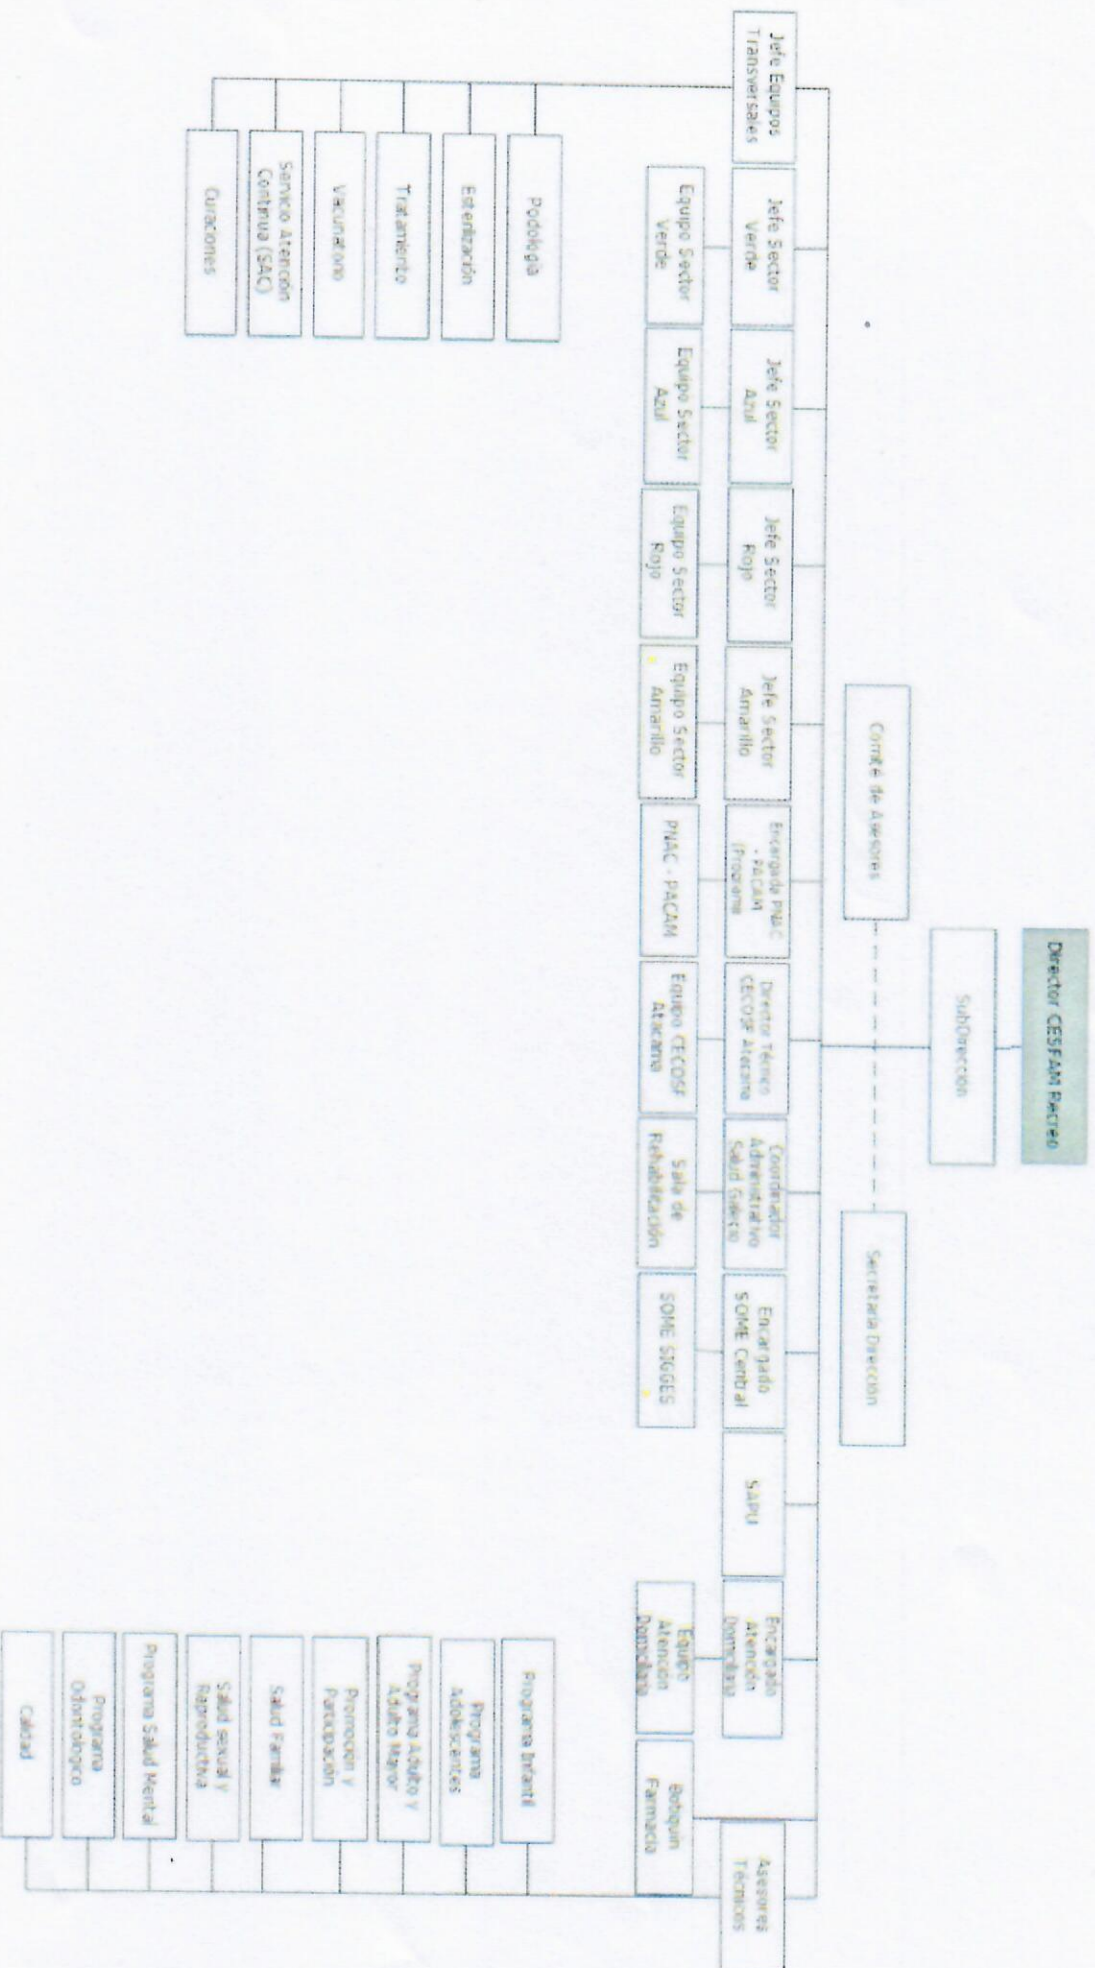 Director CESFAM Recreo
SubDirección
Comité de Asesores
Secretaria Dirección
Jefe Equipos
Transversales
Jefe Sector
Verde
Jefe Sector
Azul
Jefe Sector
Rojo
Jefe Sector
Amarillo
Encargada PNAC
- PACAM
(Programa
Director Técnico
CECOSF Atacama
Coordinador
Administrativo
Salud
Encargado
SOME Central
SAPU
Encargado
Atención
Domiciliaria
Asesores
Técnicos
Equipo Sector
Verde
Equipo Sector
Azul
Equipo Sector
Rojo
Equipo Sector
Amarillo
PNAC - PACAM
Equipo CECOSF
Atacama
Sala de
Rehabilitación
SOME SIGGES
Equipo
Atención
Domiciliaria
Botiquín
Farmacia
Podología
Esterilización
Tratamiento
Vacunatorio
Servicio Atención
Continua (SAC)
Curaciones
Programa Infantil
Programa
Adolescentes
Programa Adulto y
Adulto Mayor
Promoción y
Participación
Salud Familiar
Salud sexual y
Reproductiva
Programa Salud Mental
Programa
Odontologico
Calidad